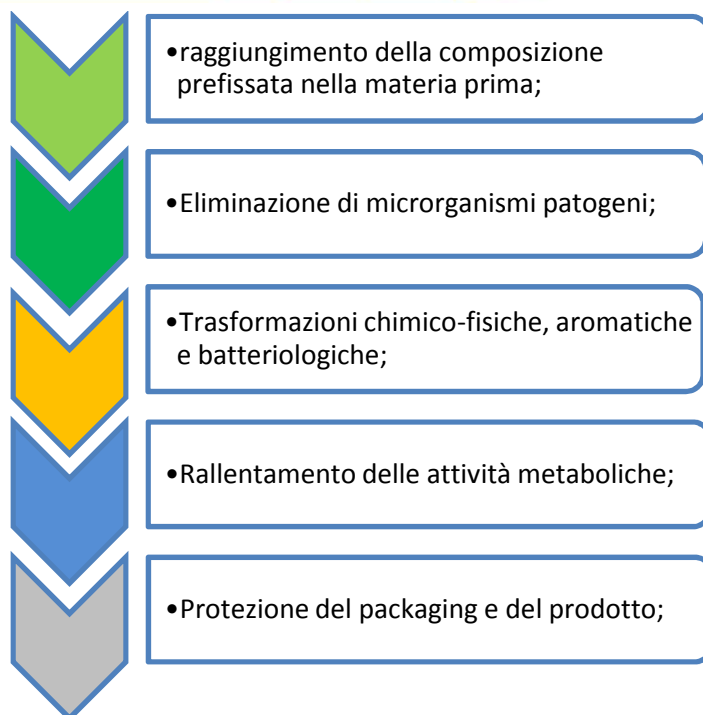 •raggiungimento della composizione
prefissata nella materia prima;
•Eliminazione di microrganismi patogeni;
•Trasformazioni chimico-fisiche, aromatiche
e batteriologiche;
•Rallentamento delle attività metaboliche;
•Protezione del packaging e del prodotto;